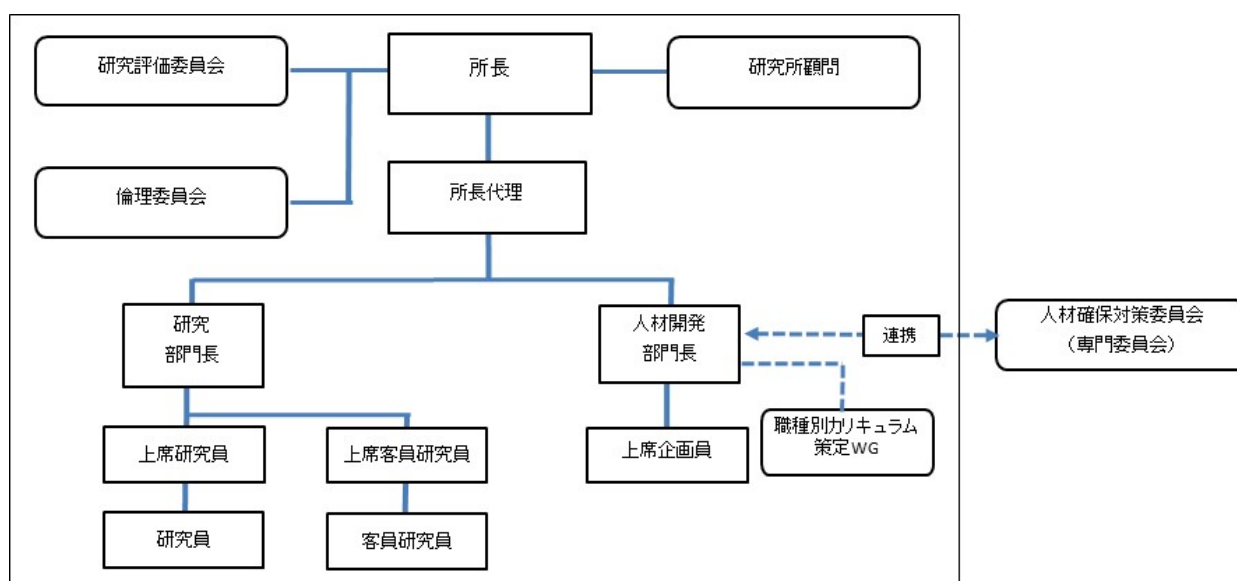 研究評価委員会
所長
研究所顧問
倫理委員会
所長代理
研究
部門長
人材開発
部門長
連携
人材確保対策委員会
（専門委員会）
上席研究員
上席客員研究員
上席企画員
職種別カリキュラム
策定WG
研究員
客員研究員